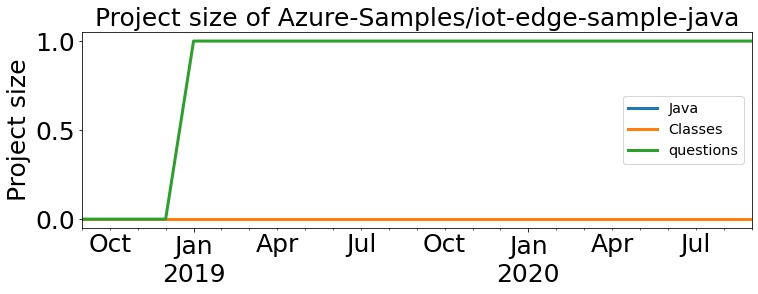 Project size of Azure-Samples/iot-edge-sample-java
Project size
1.0
0.5
0.0
Java
Classes
questions
Oct Jan Apr Jul Oct Jan Apr Jul
2019 2020